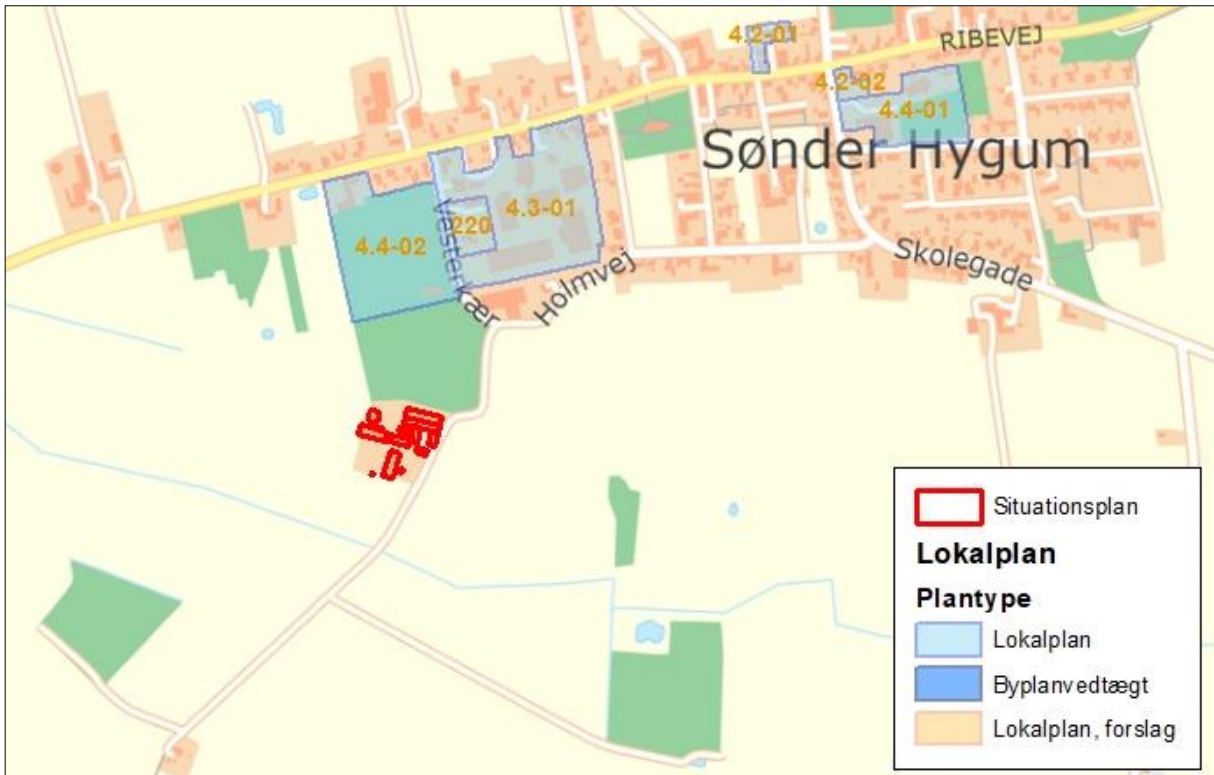 4.2-01
RIBEVEJ
4.2-02
4.4-01
Sønder Hygum
4.3-01
220
4.4-02
Vesterkær
Holmvej
Skolegade
Situationsplan
Lokalplan
Plantype
Lokalplan
Byplanvedtægt
Lokalplan, forslag